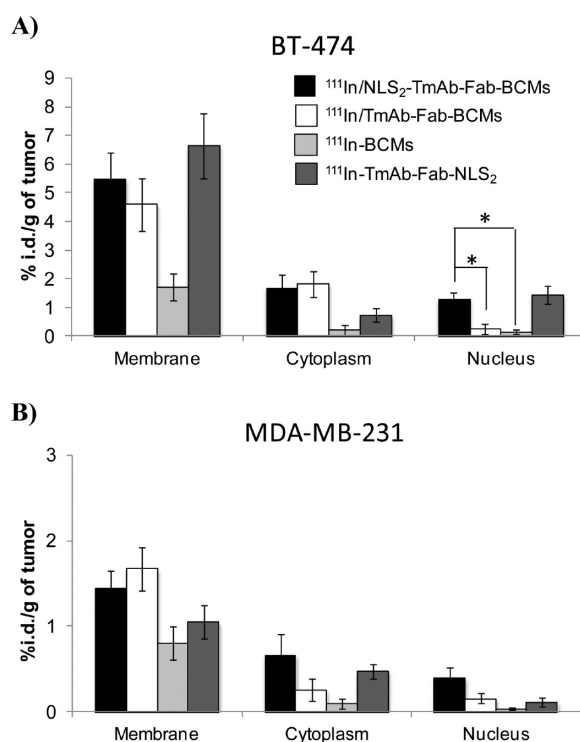 A)
BT-474
¹¹¹In/NLS₂-TmAb-Fab-BCMs
¹¹¹In/TmAb-Fab-BCMs
¹¹¹In-BCMs
¹¹¹In-TmAb-Fab-NLS₂
% i.d./g of tumor
9
8
7
6
5
4
3
2
1
0
*
*
Membrane Cytoplasm Nucleus
B)
MDA-MB-231
%i.d./g of tumor
3
2
1
0
Membrane Cytoplasm Nucleus